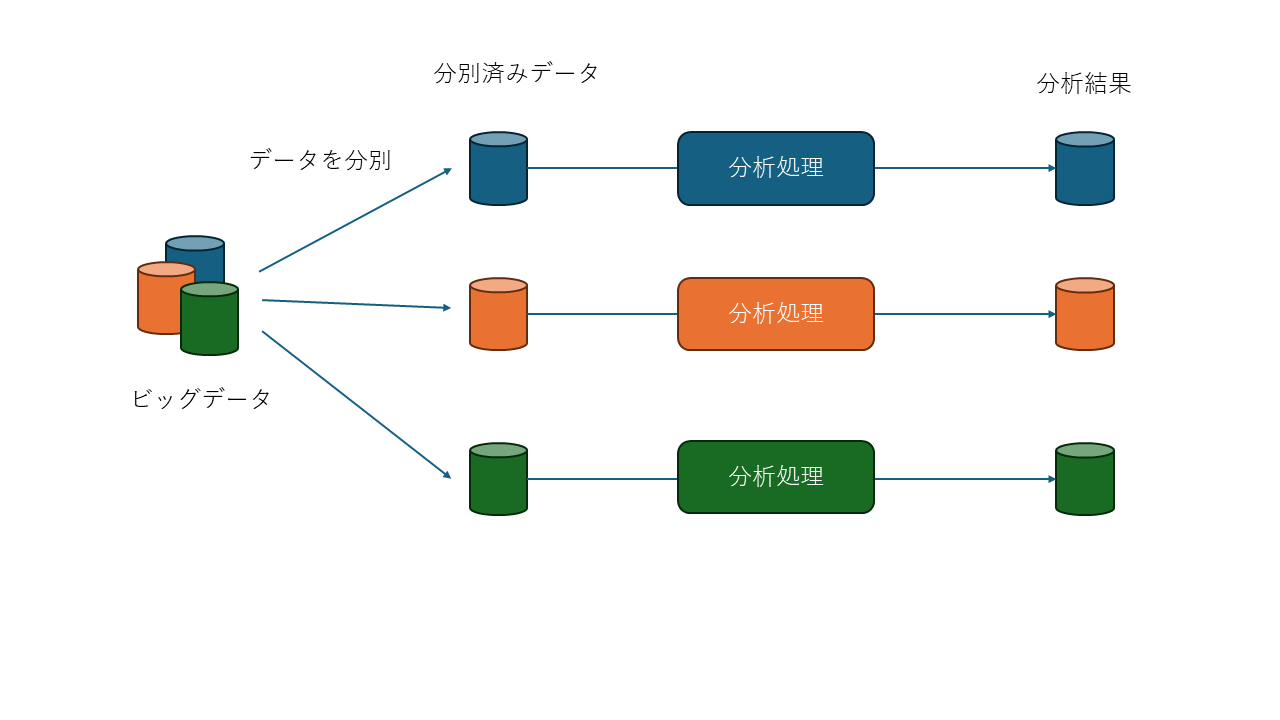 分別済みデータ
分析結果
データを分別
分析処理
分析処理
ビッグデータ
分析処理